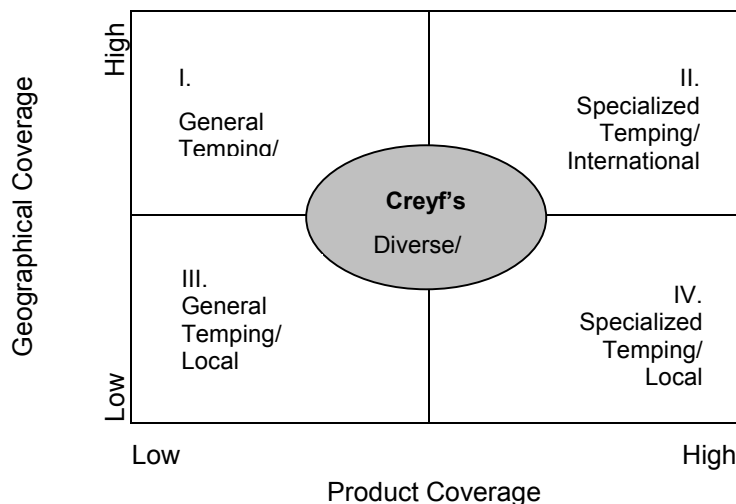 Geographical Coverage
High
Low
I.
General
Temping/
II.
Specialized
Temping/
International
Creyf's
Diverse/
III.
General
Temping/
Local
IV.
Specialized
Temping/
Local
Low
High
Product Coverage